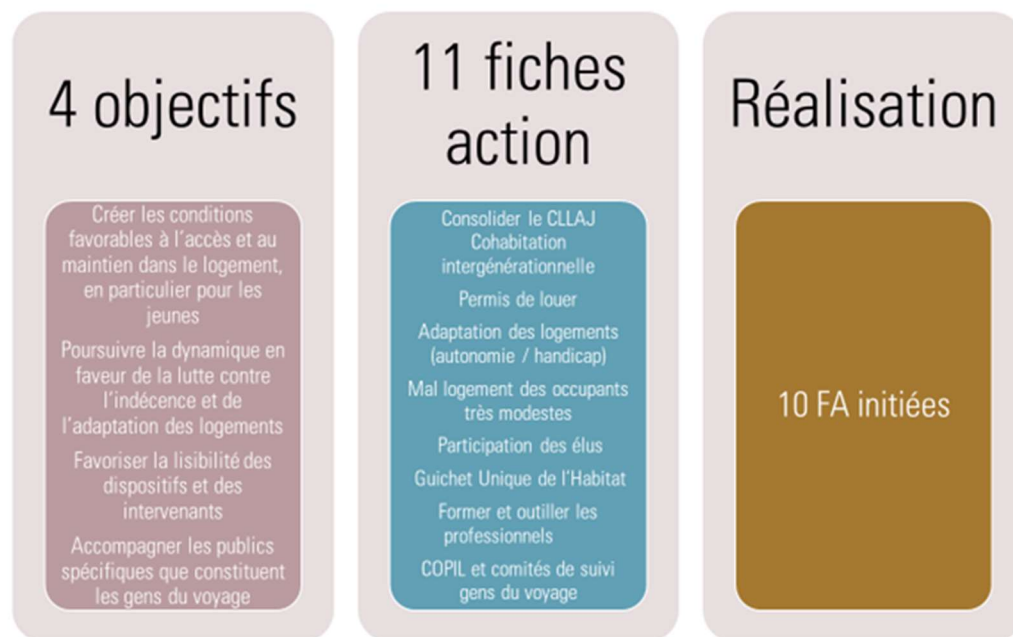 4 objectifs
Créer les conditions
favorables à l'accès et au
maintien dans le logement,
en particulier pour les
jeunes
Poursuivre la dynamique en
faveur de la lutte contre
l'indécence et de
l'adaptation des logements
Favoriser la lisibilité des
dispositifs et des
intervenants
Accompagner les publics
spécifiques que constituent
les gens du voyage
11 fiches
action
Consolider le CLLAJ
Cohabitation
intergénérationnelle
Permis de louer
Adaptation des logements
(autonomie / handicap)
Mal logement des occupants
très modestes
Participation des élus
Guichet Unique de l'Habitat
Former et outiller les
professionnels
COPIL et comités de suivi
gens du voyage
Réalisation
10 FA initiées